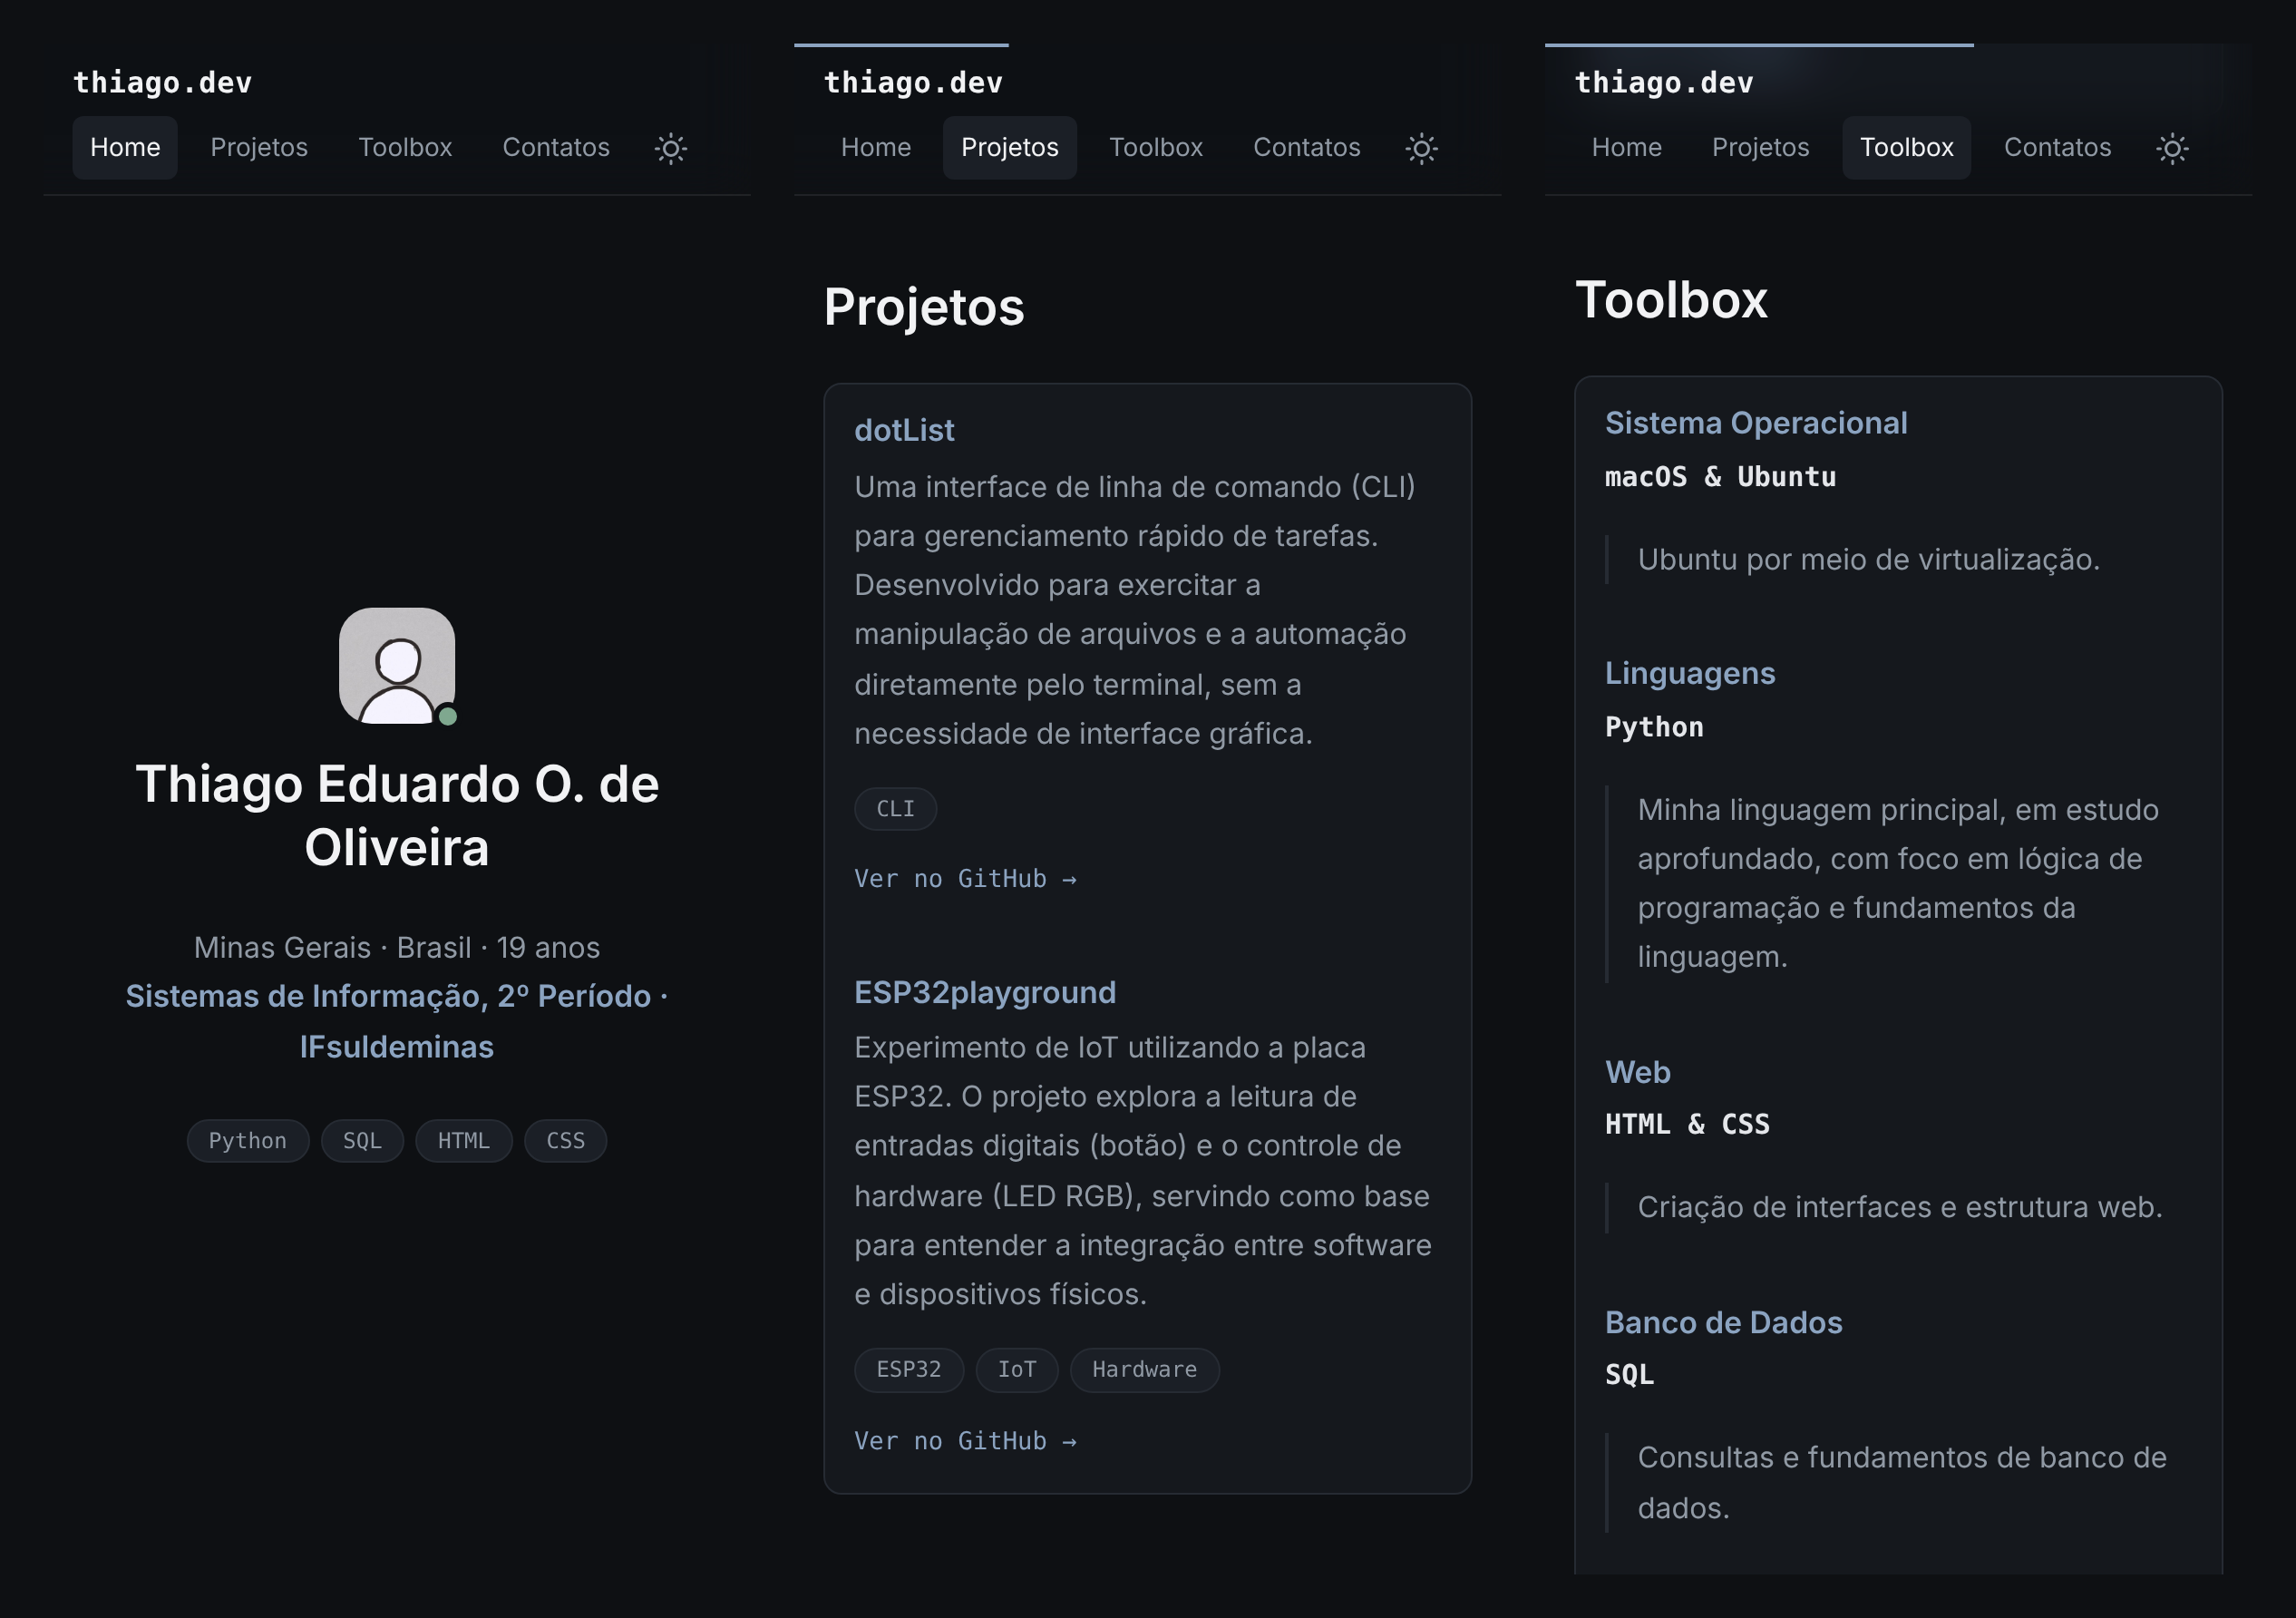 thiago.dev
Home Projetos Toolbox Contatos
Thiago Eduardo O. de
Oliveira
Minas Gerais · Brasil · 19 anos
Sistemas de Informação, 2º Período ·
IFsuldeminas
Python SQL HTML CSS
thiago.dev
Home Projetos Toolbox Contatos
Projetos
dotList
Uma interface de linha de comando (CLI)
para gerenciamento rápido de tarefas.
Desenvolvido para exercitar a
manipulação de arquivos e a automação
diretamente pelo terminal, sem a
necessidade de interface gráfica.
CLI
Ver no GitHub →
ESP32playground
Experimento de IoT utilizando a placa
ESP32. O projeto explora a leitura de
entradas digitais (botão) e o controle de
hardware (LED RGB), servindo como base
para entender a integração entre software
e dispositivos físicos.
ESP32 IoT Hardware
Ver no GitHub →
thiago.dev
Home Projetos Toolbox Contatos
Toolbox
Sistema Operacional
macOS & Ubuntu
Ubuntu por meio de virtualização.
Linguagens
Python
Minha linguagem principal, em estudo
aprofundado, com foco em lógica de
programação e fundamentos da
linguagem.
Web
HTML & CSS
Criação de interfaces e estrutura web.
Banco de Dados
SQL
Consultas e fundamentos de banco de
dados.